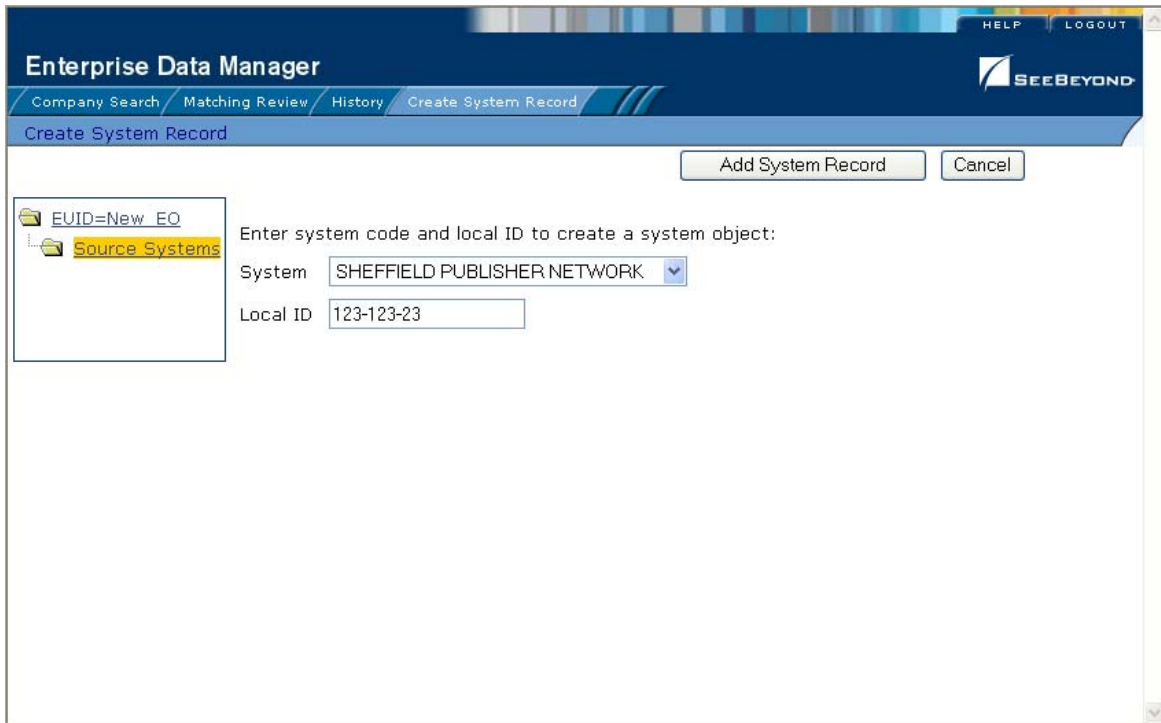 HELP LOGOUT
Enterprise Data Manager
SEEBEYOND
Company Search Matching Review History Create System Record
Create System Record
Add System Record Cancel
EUID=New EO
Source Systems
Enter system code and local ID to create a system object:
System SHEFFIELD PUBLISHER NETWORK
Local ID 123-123-23